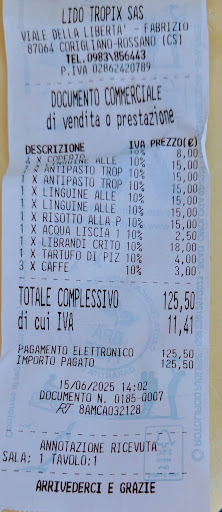 LIDO TROPIX SAS
VIALE DELLA LIBERTA' - FABRIZIO
87064 CORIGLIANO-ROSSANO (CS)
TEL.0983\856443
P.IVA 02862420789
DOCUMENTO COMMERCIALE
di vendita o prestazione
DESCRIZIONE IVA PREZZO(€)
4 X COPERTO 10% 8,00
ANTIPASTO TROP 10% 15,00
1 X ANTIPASTO TROP 10% 15,00
1 X LINGUINE ALLE 10% 15,00
1 X LINGUINE ALLE 10% 15,00
1 X RISOTTO ALLA P 10% 15,00
1 X ACQUA LISCIA 1 10% 2,50
1 X LIBRANDI CRITO 10% 18,00
1 X TARTUFO DI PIZ 10% 4,00
3 X CAFFE 10% 3,00
TOTALE COMPLESSIVO 125,50
di cui IVA 11,41
PAGAMENTO ELETTRONICO 125,50
IMPORTO PAGATO 125,50
15/06/2025 14:02
DOCUMENTO N. 0185-0007
RT 8AMCA032128
ANNOTAZIONE RICEVUTA
SALA: 1 TAVOLO:1
ARRIVEDERCI E GRAZIE